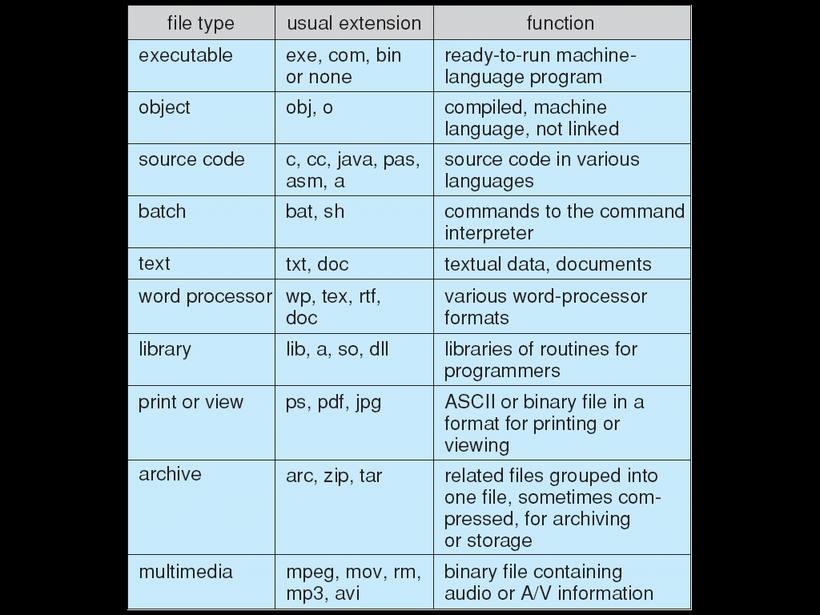 file type usual extension function
executable exe, com, bin ready-to-run machine-
or none language program
object obj, o compiled, machine
language, not linked
source code c, cc, java, pas, source code in various
asm, a languages
batch bat, sh commands to the command
interpreter
text txt, doc textual data, documents
word processor wp, tex, rtf, various word-processor
doc formats
library lib, a, so, dll libraries of routines for
programmers
print or view ps, pdf, jpg ASCII or binary file in a
format for printing or
viewing
archive arc, zip, tar related files grouped into
one file, sometimes com-
pressed, for archiving
or storage
multimedia mpeg, mov, rm, binary file containing
mp3, avi audio or A/V information